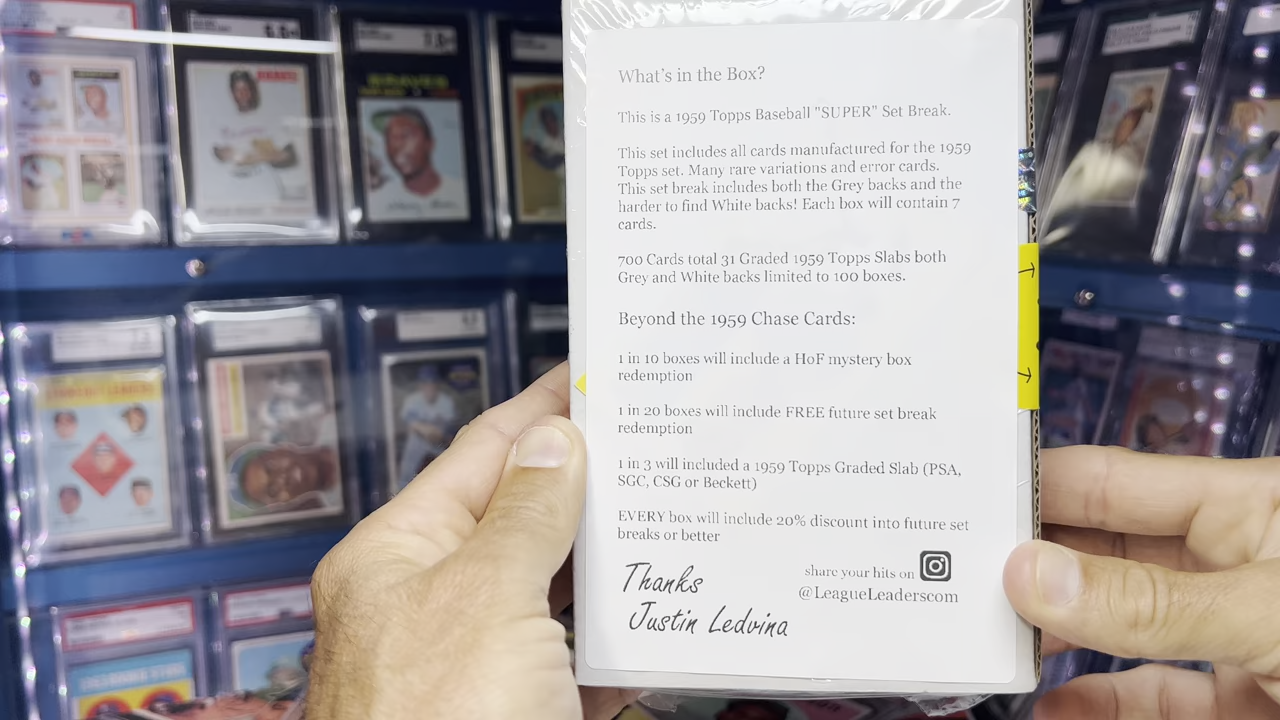 What's in the Box?
This is a 1959 Topps Baseball "SUPER" Set Break.
This set includes all cards manufactured for the 1959
Topps set. Many rare variations and error cards.
This set break includes both the Grey backs and the
harder to find White backs! Each box will contain 7
cards.
700 Cards total 31 Graded 1959 Topps Slabs both
Grey and White backs limited to 100 boxes.
Beyond the 1959 Chase Cards:
1 in 10 boxes will include a HoF mystery box
redemption
1 in 20 boxes will include FREE future set break
redemption
1 in 3 will included a 1959 Topps Graded Slab (PSA,
SGC, CSG or Beckett)
EVERY box will include 20% discount into future set
breaks or better
Thanks
Justin Ledvina
share your hits on
@LeagueLeaderscom
BRAVES